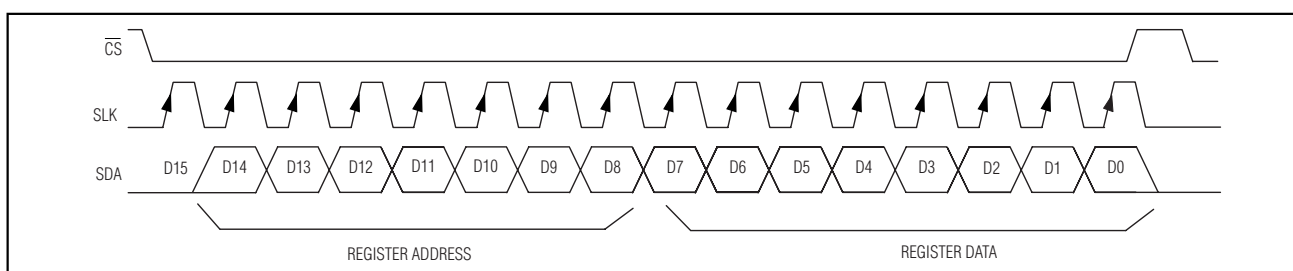 CS
SLK
SDA D15 D14 D13 D12 D11 D10 D9 D8 D7 D6 D5 D4 D3 D2 D1 D0
REGISTER ADDRESS REGISTER DATA